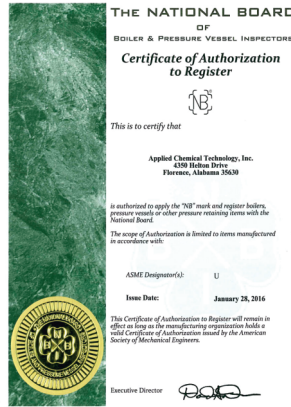 THE NATIONAL BOARD
OF
BOILER & PRESSURE VESSEL INSPECTORS
Certificate of Authorization
to Register
NB
This is to certify that
Applied Chemical Technology, Inc.
4350 Helton Drive
Florence, Alabama 35630
is authorized to apply the "NB" mark and register boilers,
pressure vessels or other pressure retaining items with the
National Board.
The scope of Authorization is limited to items manufactured
in accordance with:
ASME Designator(s): U
Issue Date: January 28, 2016
This Certificate of Authorization to Register will remain in
effect as long as the manufacturing organization holds a
valid Certificate of Authorization issued by the American
Society of Mechanical Engineers.
Executive Director